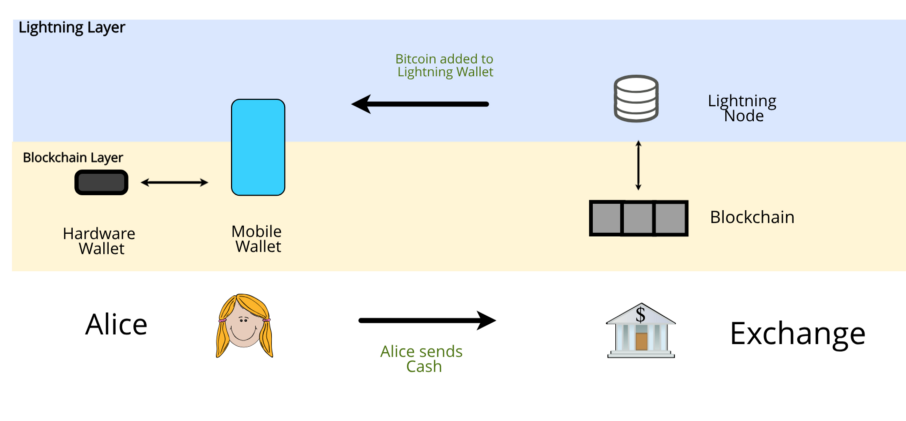 Lightning Layer
Bitcoin added to
Lightning Wallet
Lightning
Node
Blockchain Layer
Hardware
Wallet
Mobile
Wallet
Blockchain
Alice
$
Exchange
Alice sends
Cash